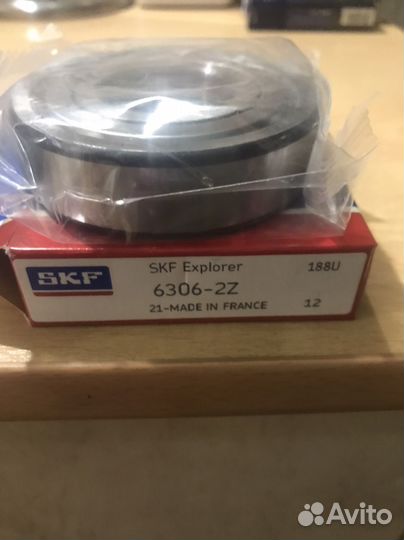 SKF
SKF Explorer 188U
6306-2Z
21-MADE IN FRANCE 12
Avito